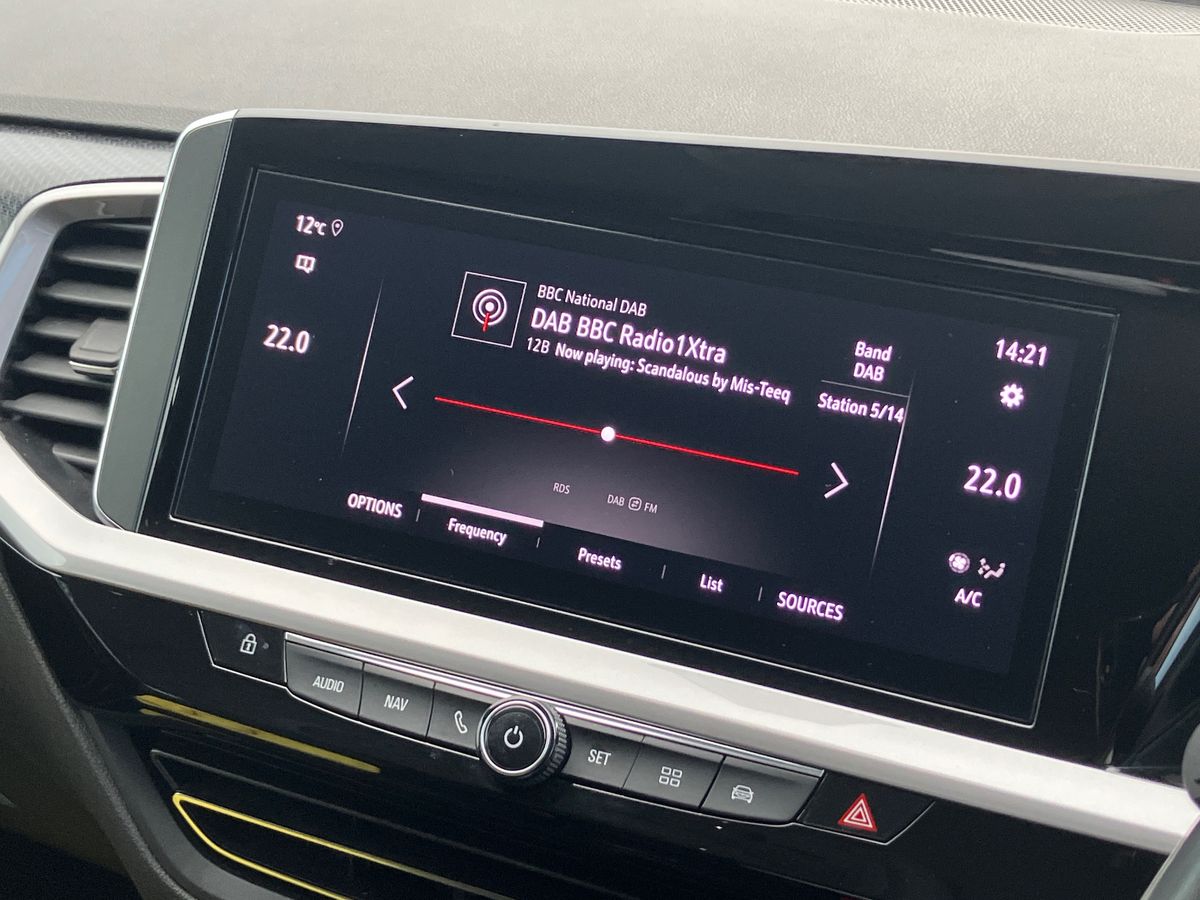 12°C
22.0
BBC National DAB
DAB BBC Radio1Xtra
12B Now playing: Scandalous by Mis-Teeq
Band
DAB
Station 5/14
14:21
22.0
RDS
DAB FM
OPTIONS
Frequency
Presets
List
SOURCES
A/C
AUDIO
NAV
SET